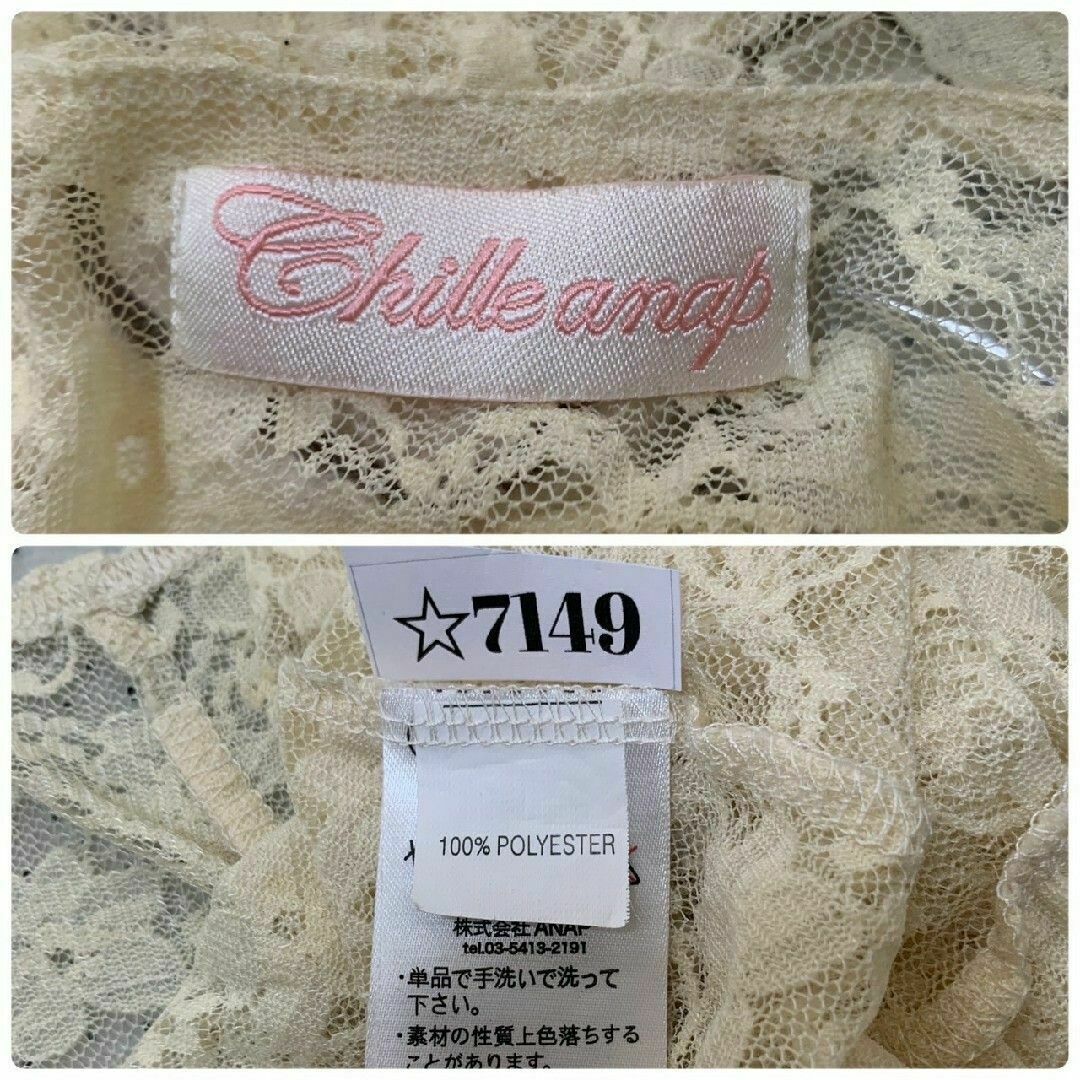 Chille anap
☆7149
100% POLYESTER
株式会社 ANAP
tel.03-5413-2191
・単品で手洗いで洗って
下さい。
・素材の性質上色落ちする
ことがあります。